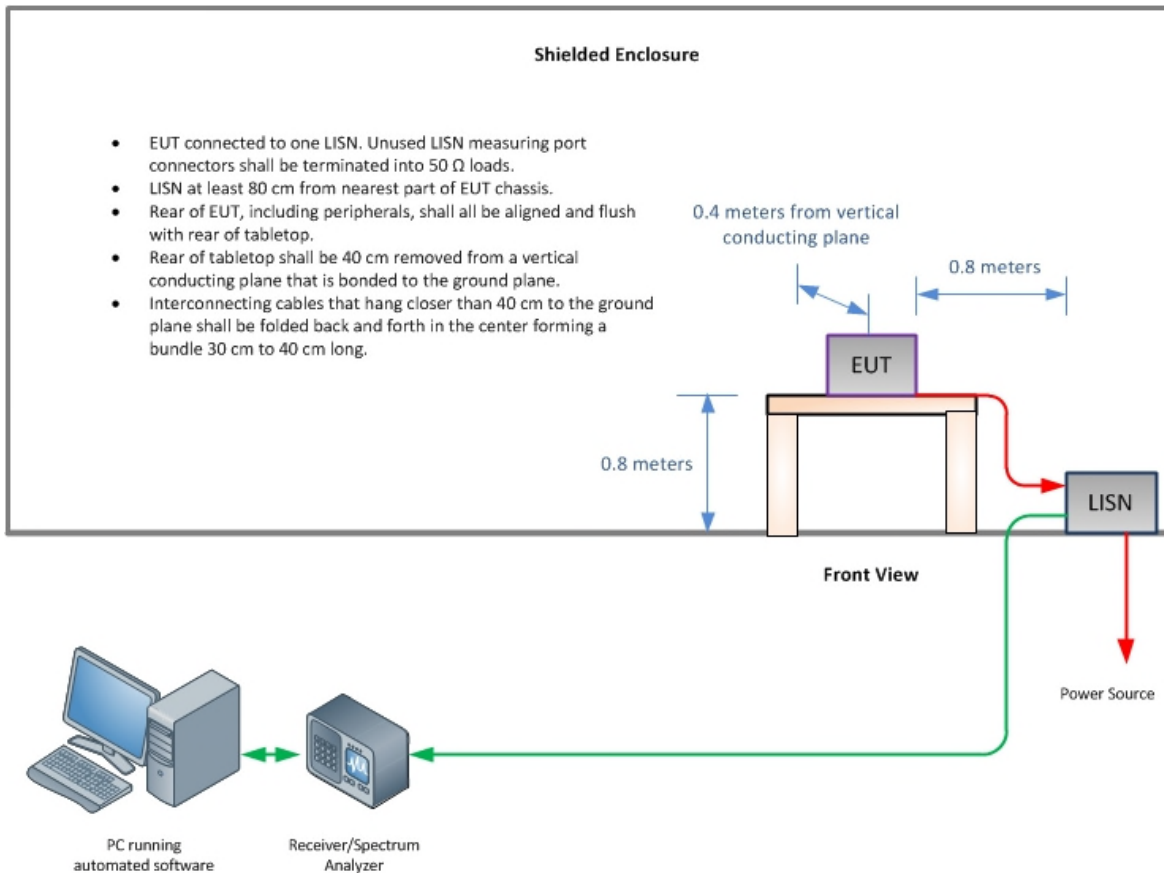 Shielded Enclosure
• EUT connected to one LISN. Unused LISN measuring port
connectors shall be terminated into 50 Ω loads.
• LISN at least 80 cm from nearest part of EUT chassis.
• Rear of EUT, including peripherals, shall all be aligned and flush
with rear of tabletop.
• Rear of tabletop shall be 40 cm removed from a vertical
conducting plane that is bonded to the ground plane.
• Interconnecting cables that hang closer than 40 cm to the ground
plane shall be folded back and forth in the center forming a
bundle 30 cm to 40 cm long.
0.4 meters from vertical
conducting plane
0.8 meters
EUT
0.8 meters
LISN
Front View
Power Source
PC running
automated software
Receiver/Spectrum
Analyzer